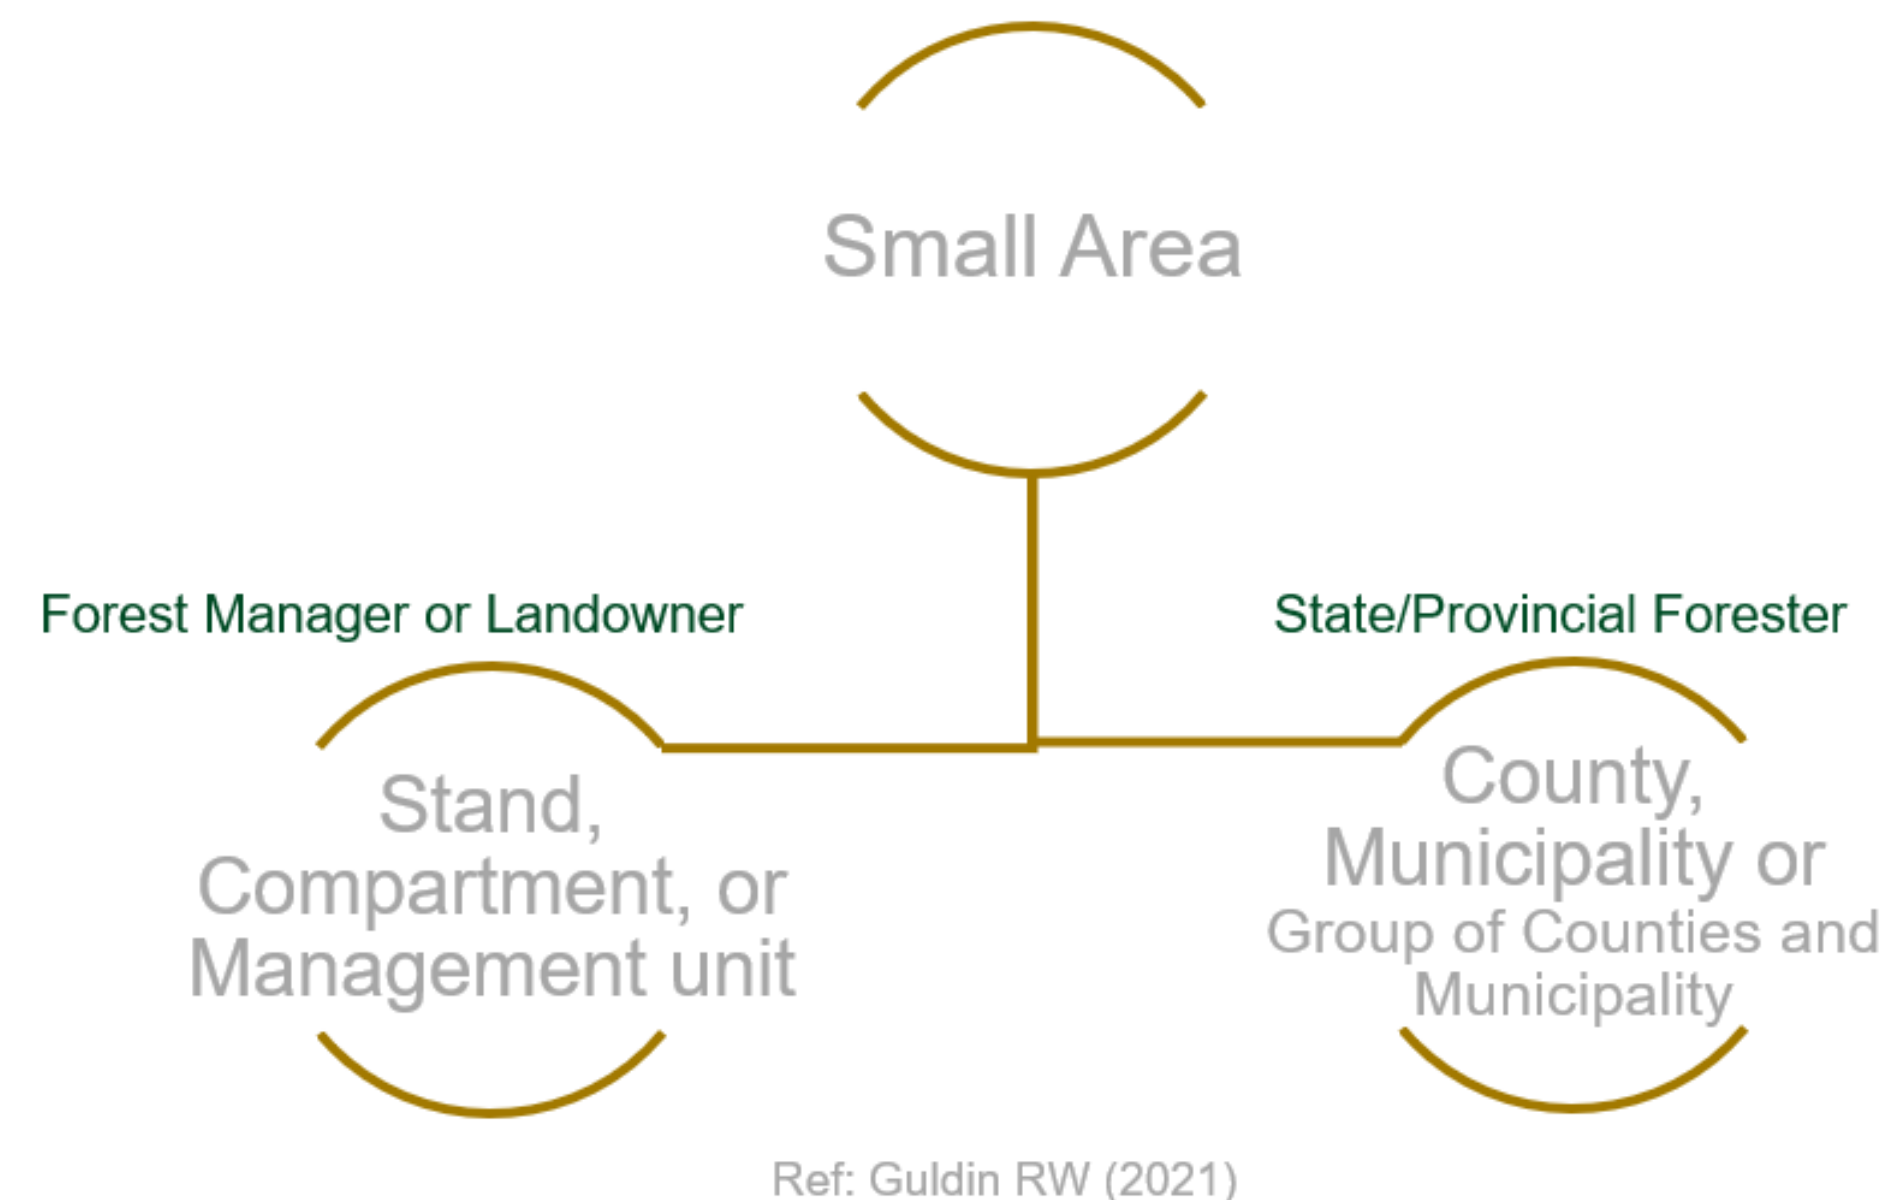 Small Area
Forest Manager or Landowner
Stand,
Compartment, or
Management unit
State/Provincial Forester
County,
Municipality or
Group of Counties and
Municipality
Ref: Guldin RW (2021)